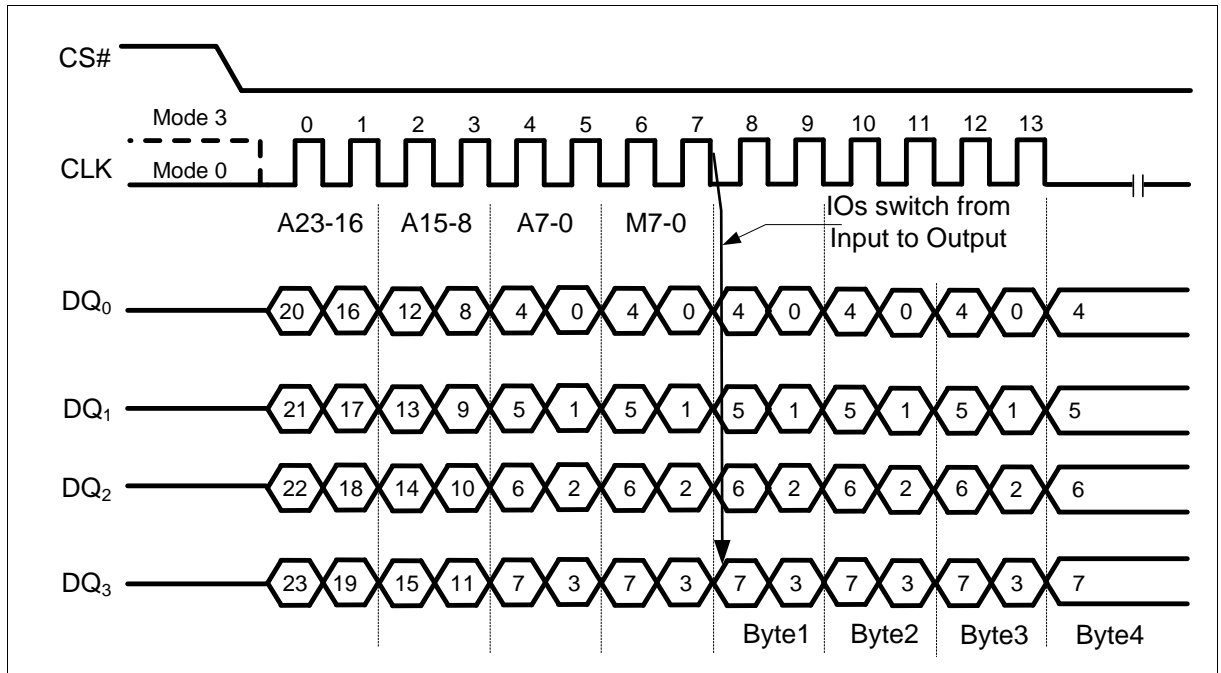 CS#
Mode 3
0 1 2 3 4 5 6 7 8 9 10 11 12 13
CLK
Mode 0
IOs switch from
Input to Output
A23-16 A15-8 A7-0 M7-0
DQ0 20 16 12 8 4 0 4 0 4 0 4 0 4 0 4
DQ1 21 17 13 9 5 1 5 1 5 1 5 1 5 1 5
DQ2 22 18 14 10 6 2 6 2 6 2 6 2 6 2 6
DQ3 23 19 15 11 7 3 7 3 7 3 7 3 7 3 7
Byte1 Byte2 Byte3 Byte4